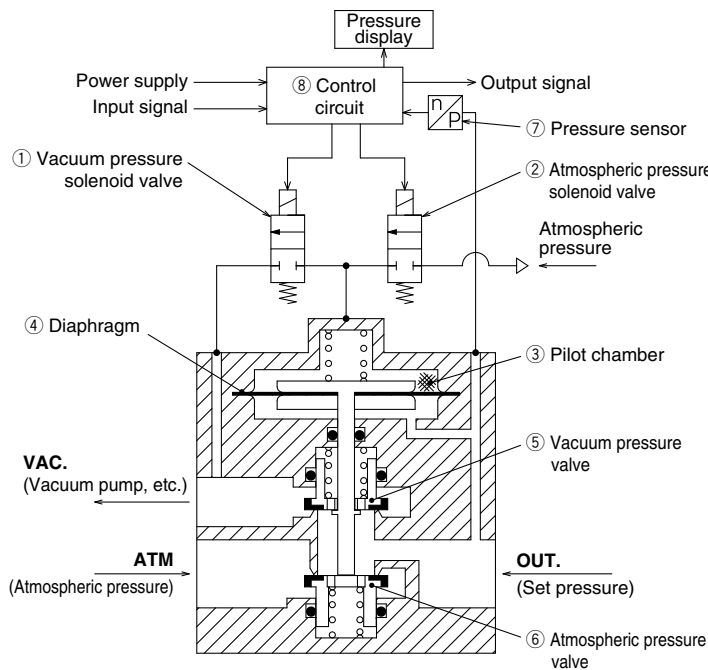 Pressure
display
Power supply
Input signal
⑧ Control
circuit
Output signal
n
P
⑦ Pressure sensor
① Vacuum pressure
solenoid valve
② Atmospheric pressure
solenoid valve
Atmospheric
pressure
④ Diaphragm
③ Pilot chamber
⑤ Vacuum pressure
valve
VAC.
(Vacuum pump, etc.)
ATM
(Atmospheric pressure)
OUT.
(Set pressure)
⑥ Atmospheric pressure
valve